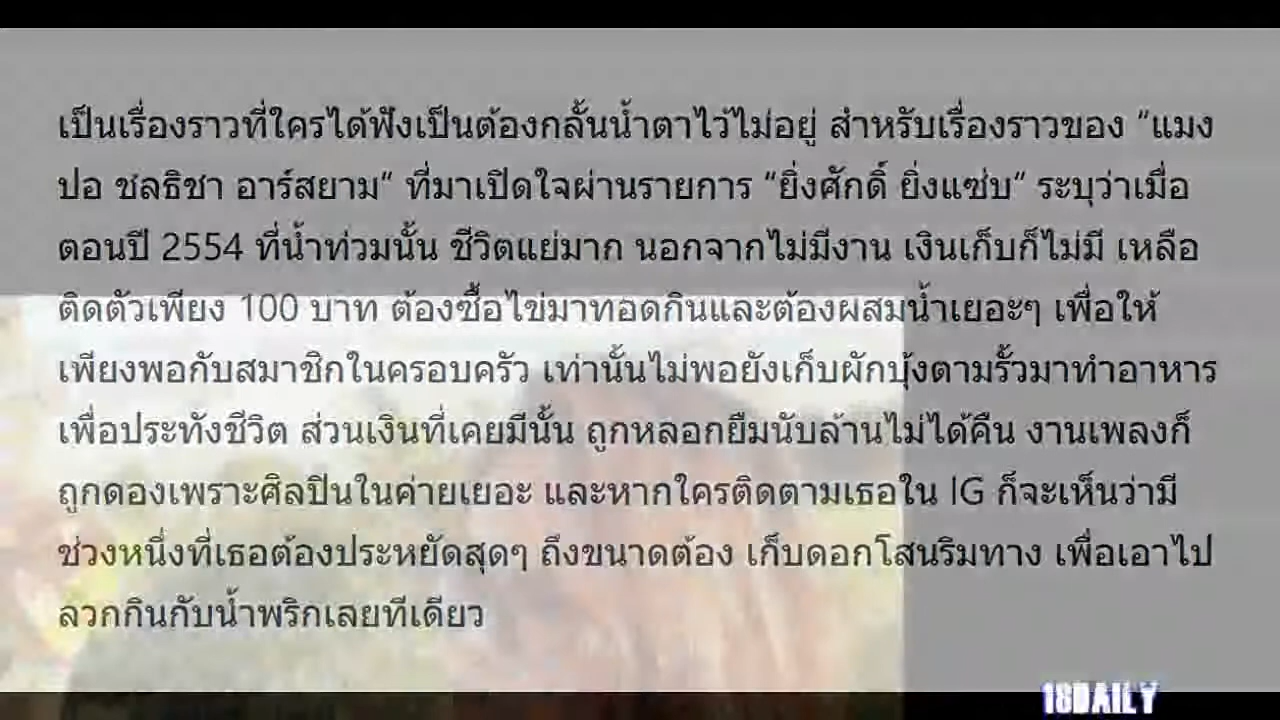 เป็นเรื่องราวที่ใครได้ฟังเป็นต้องกลั้นน้ำตาไว้ไม่อยู่ สำหรับเรื่องราวของ “แมง
ปอ ชลธิชา อาร์สยาม” ที่มาเปิดใจผ่านรายการ “ยิ่งศักดิ์ ยิ่งแซ่บ” ระบุว่าเมื่อ
ตอนปี 2554 ที่น้ำท่วมนั้น ชีวิตแย่มาก นอกจากไม่มีงาน เงินเก็บก็ไม่มี เหลือ
ติดตัวเพียง 100 บาท ต้องซื้อไข่มาทอดกินและต้องผสมน้ำเยอะๆ เพื่อให้
เพียงพอกับสมาชิกในครอบครัว เท่านั้นไม่พอยังเก็บผักบุ้งตามรั้วมาทำอาหาร
เพื่อประทังชีวิต ส่วนเงินที่เคยมีนั้น ถูกหลอกยืมนับล้านไม่ได้คืน งานเพลงก็
ถูกดองเพราะศิลปินในค่ายเยอะ และหากใครติดตามเธอใน IG ก็จะเห็นว่ามี
ช่วงหนึ่งที่เธอต้องประหยัดสุดๆ ถึงขนาดต้อง เก็บดอกโสนริมทาง เพื่อเอาไป
ลวกกินกับน้ำพริกเลยทีเดียว
18DAILY